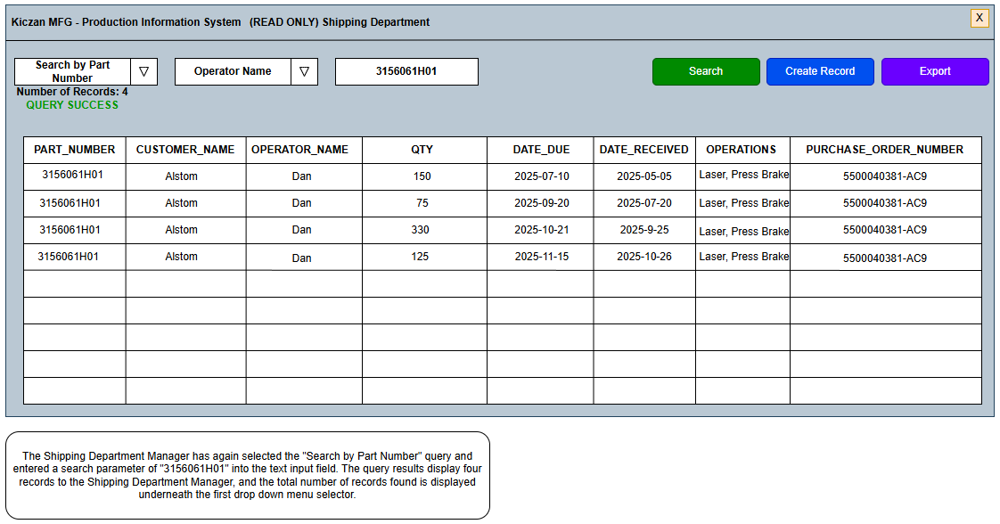 Kiczan MFG - Production Information System (READ ONLY) Shipping Department
X
Search by Part
Number
▽
Operator Name
▽
3156061H01
Search
Create Record
Export
Number of Records: 4
QUERY SUCCESS
PART_NUMBER CUSTOMER_NAME OPERATOR_NAME QTY DATE_DUE DATE_RECEIVED OPERATIONS PURCHASE_ORDER_NUMBER
3156061H01 Alstom Dan 150 2025-07-10 2025-05-05 Laser, Press Brake 5500040381-AC9
3156061H01 Alstom Dan 75 2025-09-20 2025-07-20 Laser, Press Brake 5500040381-AC9
3156061H01 Alstom Dan 330 2025-10-21 2025-9-25 Laser, Press Brake 5500040381-AC9
3156061H01 Alstom Dan 125 2025-11-15 2025-10-26 Laser, Press Brake 5500040381-AC9
The Shipping Department Manager has again selected the "Search by Part Number" query and
entered a search parameter of "3156061H01" into the text input field. The query results display four
records to the Shipping Department Manager, and the total number of records found is displayed
underneath the first drop down menu selector.